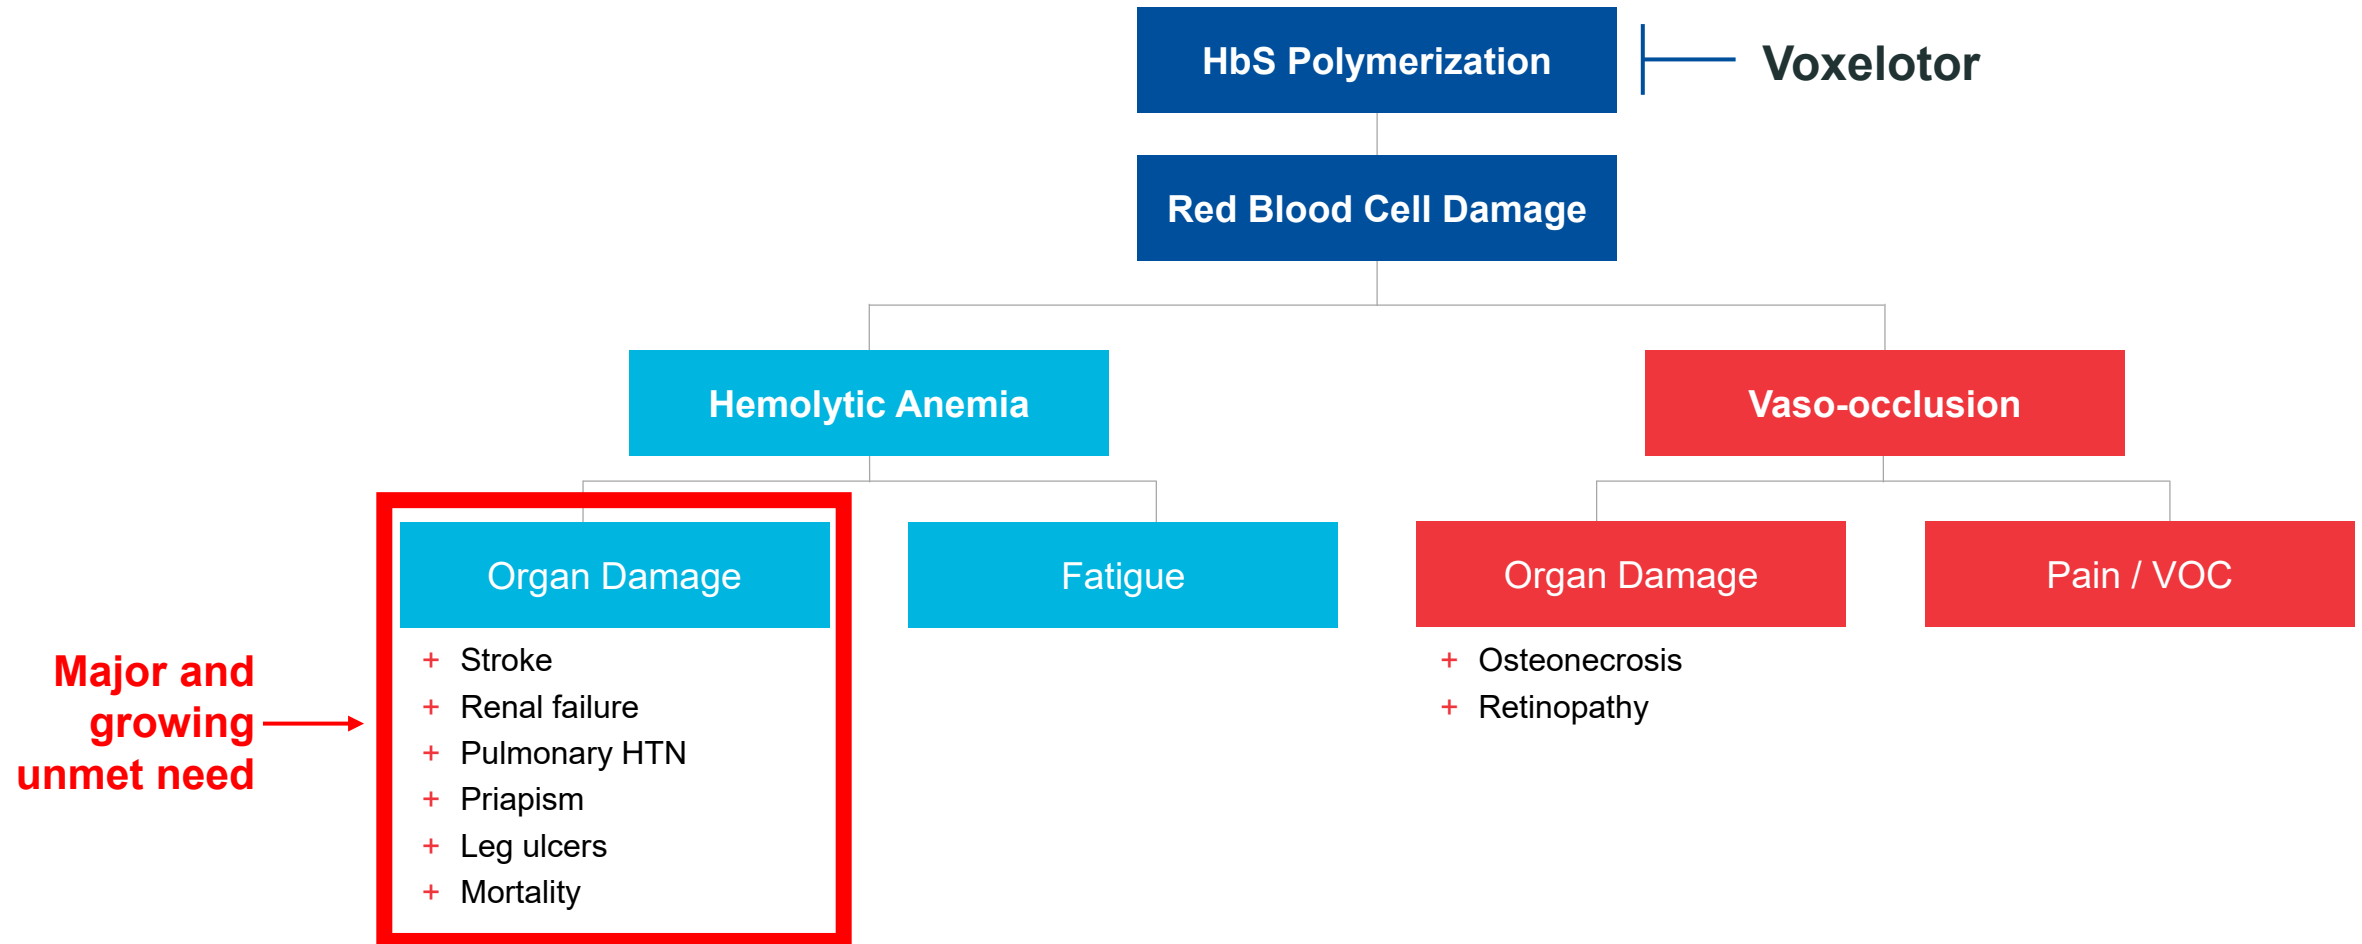 HbS Polymerization
Voxelotor
Red Blood Cell Damage
Hemolytic Anemia
Vaso-occlusion
Organ Damage
Fatigue
Organ Damage
Pain / VOC
Major and
growing
unmet need
+ Stroke
+ Renal failure
+ Pulmonary HTN
+ Priapism
+ Leg ulcers
+ Mortality
+ Osteonecrosis
+ Retinopathy